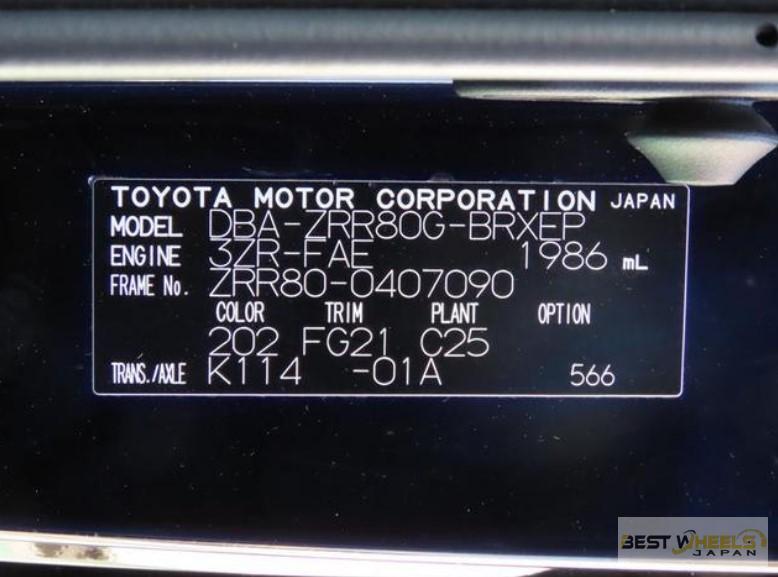 TOYOTA MOTOR CORPORATION JAPAN
MODEL DBA-ZRR80G-BRXEP
ENGINE 3ZR-FAE 1986 mL
FRAME No. ZRR80-0407090
COLOR TRIM PLANT OPTION
202 FG21 C25
TRANS./AXLE K114 -01A 566
BEST WHEELS
JAPAN